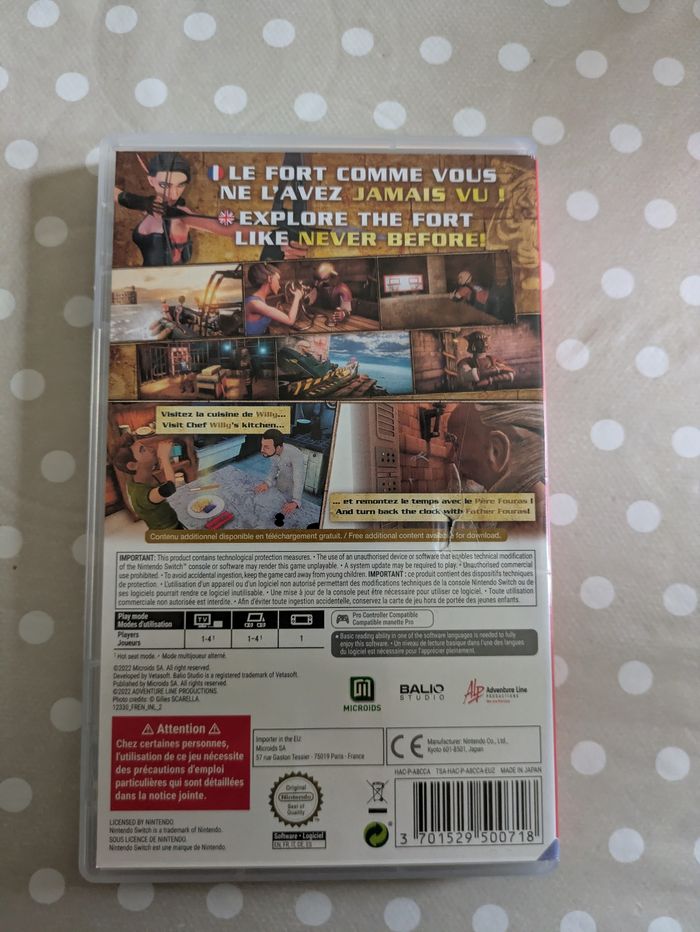 LE FORT COMME VOUS
NE L'AVEZ JAMAIS VU !
EXPLORE THE FORT
LIKE NEVER BEFORE!
Visitez la cuisine de Willy...
Visit Chef Willy's kitchen...
... et remontez le temps avec le Père Fouras !
And turn back the clock with Father Fouras!
Contenu additionnel disponible en téléchargement gratuit. / Free additional content available for download.
IMPORTANT: This product contains technological protection measures. • The use of an unauthorised device or software that enables technical modification
of the Nintendo Switch™ console or software may render this game unplayable. • A system update may be required to play. • Unauthorised commercial
use prohibited. • To avoid accidental ingestion, keep the game card away from young children. IMPORTANT : ce produit contient des dispositifs techniques
de protection. • L'utilisation d'un appareil ou d'un logiciel non autorisé permettant des modifications techniques de la console Nintendo Switch ou de
ses logiciels pourrait rendre ce logiciel inutilisable. • Une mise à jour de la console peut être nécessaire pour utiliser ce logiciel. • Toute utilisation
commerciale non autorisée est interdite. • Afin d'éviter toute ingestion accidentelle, conservez la carte de jeu hors de portée des jeunes enfants.
Play mode
Modes d'utilisation
TV
Pro Controller Compatible
Compatible manette Pro
Players
Joueurs
1-4¹
1-4¹
1
• Basic reading ability in one of the software languages is needed to fully
enjoy this software. • Un niveau de lecture basique dans l'une des langues
du logiciel est nécessaire pour l'apprécier pleinement.
¹ Hot seat mode. • Mode multijoueur alterné.
©2022 Microids SA. All rights reserved.
Developed by Vetasoft. Balio Studio is a registered trademark of Vetasoft.
Published by Microids SA. All rights reserved.
©2022 ADVENTURE LINE PRODUCTIONS.
Photo credits: © Gilles SCARELLA.
12330_FREN_INL_2
MICROIDS
BALIO
STUDIO
Alp Adventure Line
PRODUCTIONS
Attention
Chez certaines personnes,
l'utilisation de ce jeu nécessite
des précautions d'emploi
particulières qui sont détaillées
dans la notice jointe.
Importer in the EU:
Microids SA
57 rue Gaston Tessier - 75019 Paris - France
CE
Manufacturer: Nintendo Co., Ltd.,
Kyoto 601-8501, Japan
HAC-P-A8CCA TSA-HAC-P-A8CCA-EUZ MADE IN JAPAN
Original
Nintendo
Seal of
Quality
Software • Logiciel
EN, FR, IT, DE, ES
3 701529 500718
LICENSED BY NINTENDO
Nintendo Switch is a trademark of Nintendo.
SOUS LICENCE DE NINTENDO.
Nintendo Switch est une marque de Nintendo.